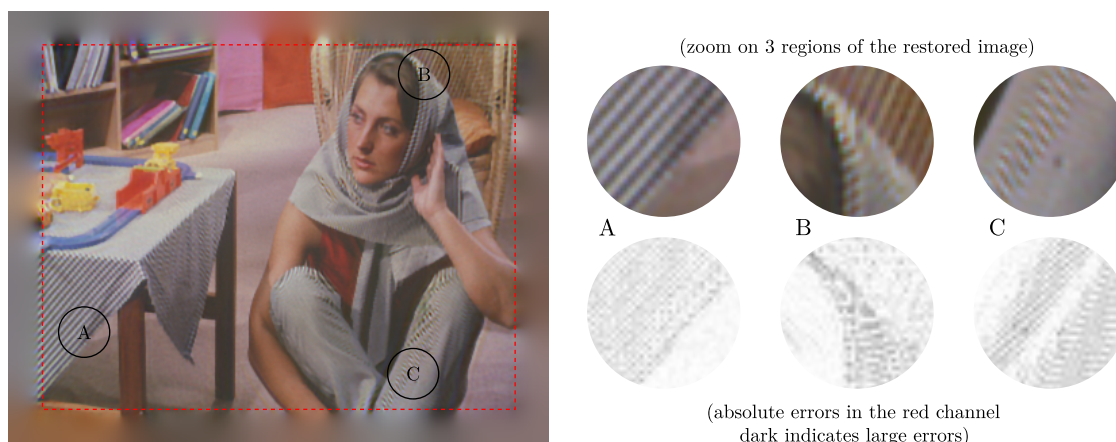 B
A
C
(zoom on 3 regions of the restored image)
A
B
C
(absolute errors in the red channel
dark indicates large errors)